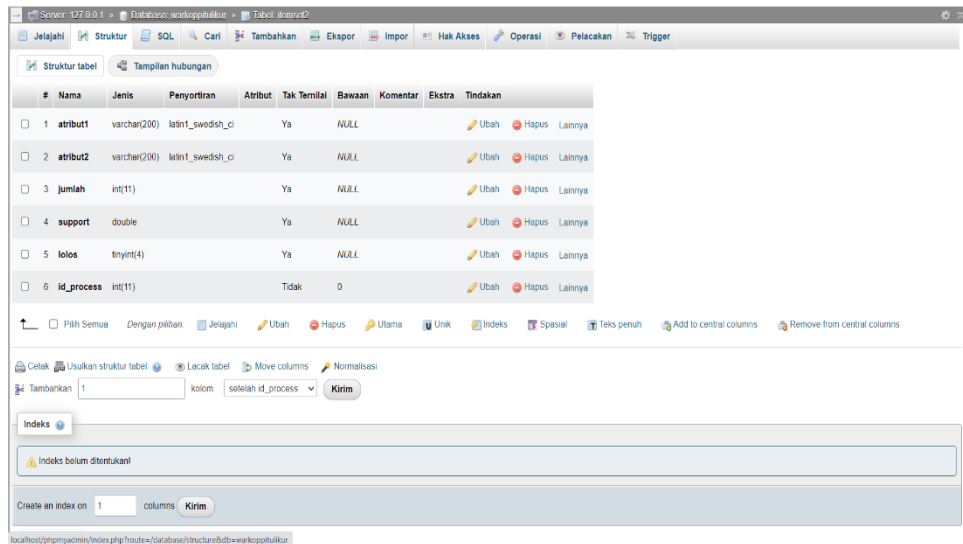 Server: 127.0.0.1 » Database: warkoppitulikur » Tabel: itemset2
Jelajahi Struktur SQL Cari Tambahkan Ekspor Impor Hak Akses Operasi Pelacakan Trigger
Struktur tabel Tampilan hubungan
# Nama Jenis Penyortiran Atribut Tak Ternilai Bawaan Komentar Ekstra Tindakan
1 atribut1 varchar(200) latin1_swedish_ci Ya NULL Ubah Hapus Lainnya
2 atribut2 varchar(200) latin1_swedish_ci Ya NULL Ubah Hapus Lainnya
3 jumlah int(11) Ya NULL Ubah Hapus Lainnya
4 support double Ya NULL Ubah Hapus Lainnya
5 lolos tinyint(4) Ya NULL Ubah Hapus Lainnya
6 id_process int(11) Tidak 0 Ubah Hapus Lainnya
Pilih Semua Dengan pilihan: Jelajahi Ubah Hapus Utama Unik Indeks Spasial Teks penuh Add to central columns Remove from central columns
Cetak Usulkan struktur tabel Lacak tabel Move columns Normalisasi
Tambahkan 1 kolom setelah id_process Kirim
Indeks
Indeks belum ditentukan!
Create an index on 1 columns Kirim
localhost/phpmyadmin/index.php?route=/database/structure&db=warkoppitulikur